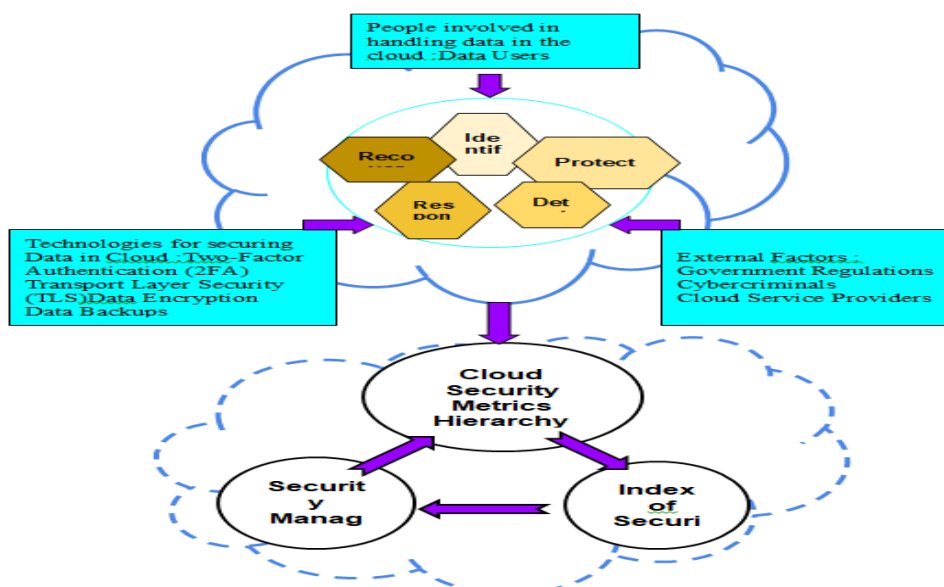 People involved in
handling data in the
cloud :Data Users
Ide
ntif
Reco
Protect
Res
pon
Det
Technologies for securing
Data in Cloud :Two-Factor
Authentication (2FA)
Transport Layer Security
(TLS)Data Encryption
Data Backups
External Factors :
Government Regulations
Cybercriminals
Cloud Service Providers
Cloud
Security
Metrics
Hierarchy
Securit
y
Manag
Index
of
Securi